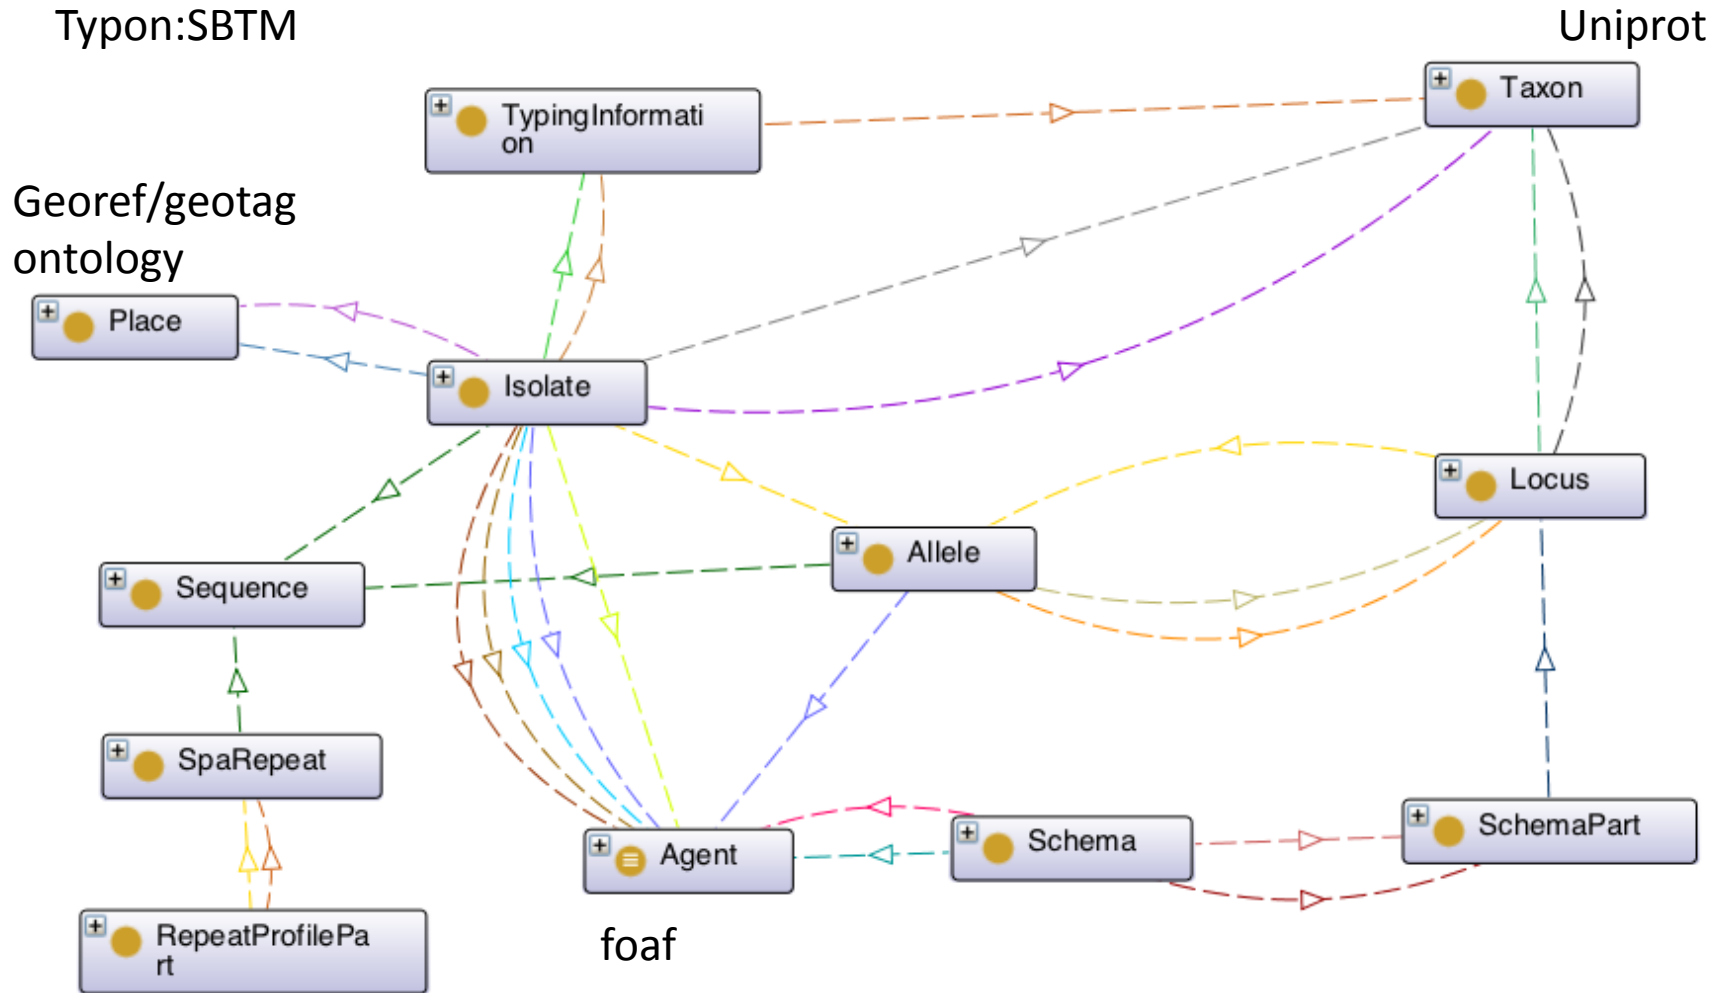 Typon:SBTM
Uniprot
TypingInformati
on
Taxon
Georef/geotag
ontology
Place
Isolate
Locus
Allele
Sequence
SpaRepeat
Agent
Schema
SchemaPart
RepeatProfilePa
rt
foaf